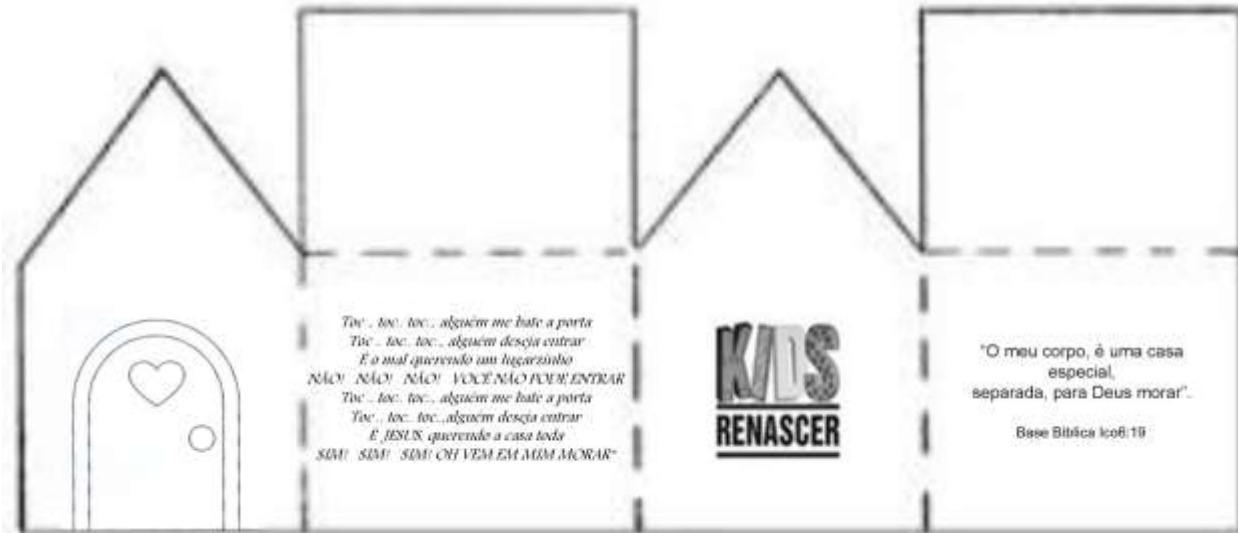 Toc.. toc.. toc.. alguém me bate a porta
Toc.. toc.. toc.. alguém deseja entrar
É o mal querendo um lugarzinho
NÃO! NÃO! NÃO! VOCÊ NÃO PODE ENTRAR
Toc.. toc.. toc.. alguém me bate a porta
Toc.. toc.. toc..alguém deseja entrar
É JESUS, querendo a casa toda
SIM! SIM! SIM! OH VEM EM MIM MORAR"
KIDS
RENASCER
"O meu corpo, é uma casa
especial,
separada, para Deus morar".
Base Bíblica Ico6:19